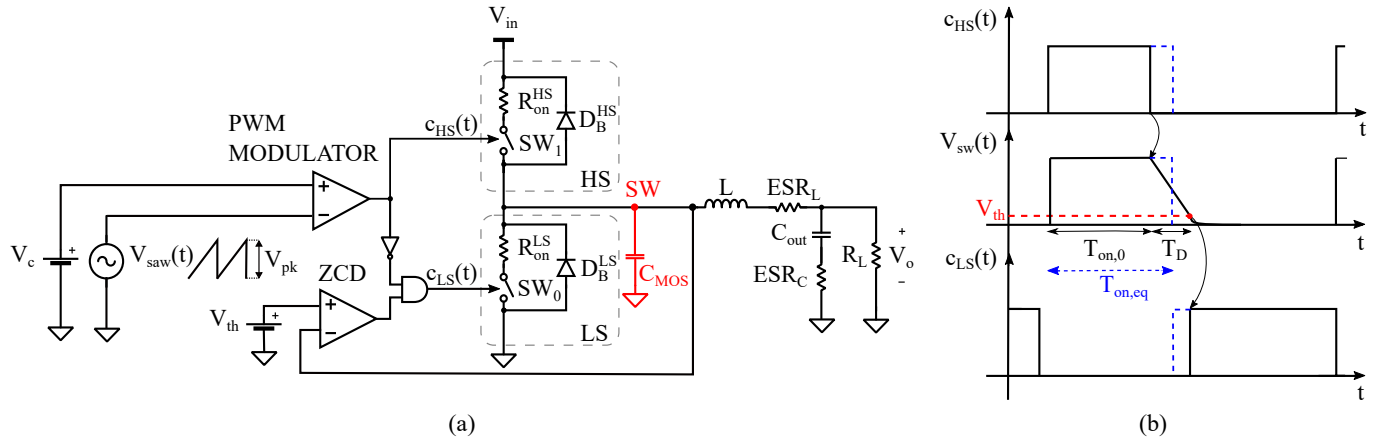 V_in
R_on^HS
D_B^HS
c_HS(t)
SW_1
HS
PWM
MODULATOR
+
−
V_c
+
V_saw(t)
V_pk
ZCD
c_LS(t)
V_th
+
+
−
R_on^LS
D_B^LS
SW_0
LS
SW
C_MOS
L
ESR_L
C_out
ESR_C
R_L
+
V_o
−
(a)
c_HS(t)
t
V_sw(t)
V_th
t
T_on,0
T_D
T_on,eq
c_LS(t)
t
(b)